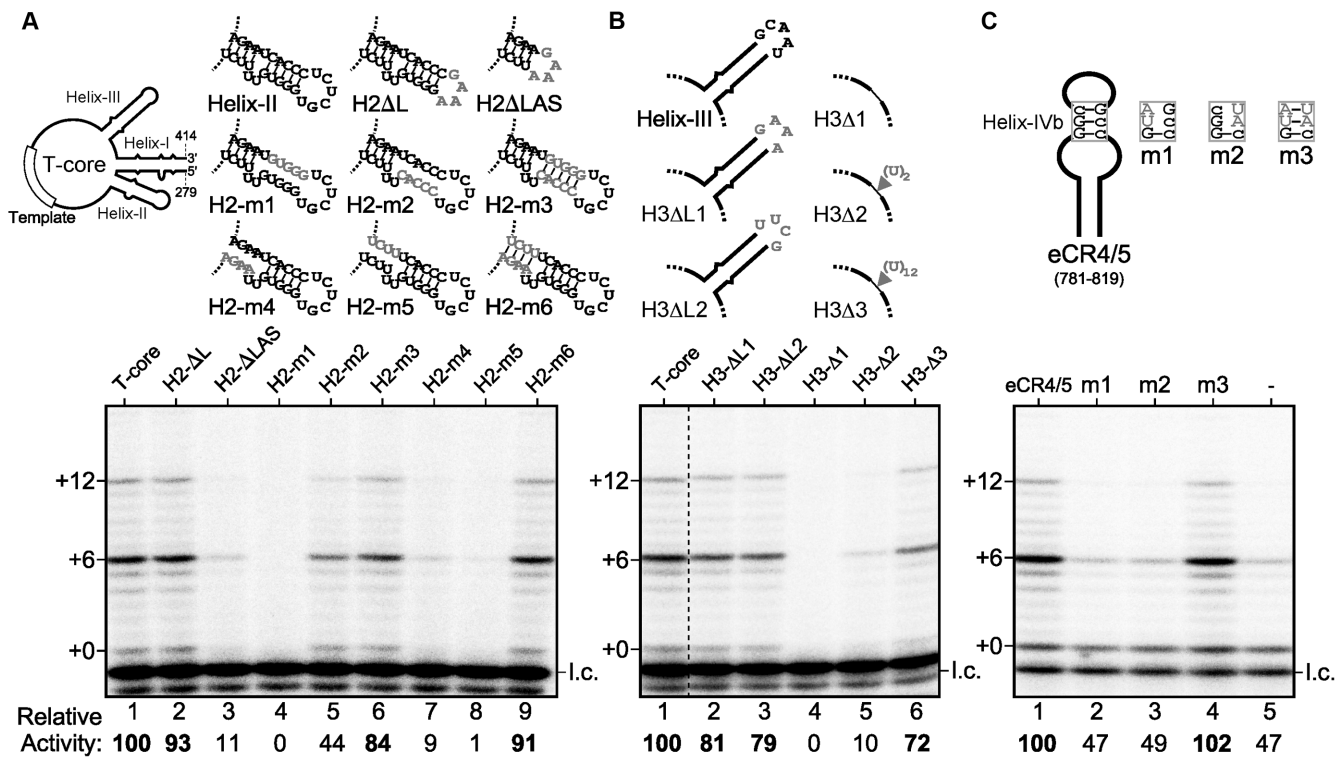 A
B
C
Helix-III
Helix-I
414
3'
T-core
5'
279
Template
Helix-II
Helix-II
H2ΔL
H2ΔLAS
H2-m1
H2-m2
H2-m3
H2-m4
H2-m5
H2-m6
G C A A U
Helix-III
H3Δ1
G A A A
(U)2
H3ΔL1
H3Δ2
U U C G
(U)12
H3ΔL2
H3Δ3
Helix-IVb
m1
m2
m3
eCR4/5
(781-819)
T-core
H2-ΔL
H2-ΔLAS
H2-m1
H2-m2
H2-m3
H2-m4
H2-m5
H2-m6
+12
+6
+0
l.c.
Relative 1 2 3 4 5 6 7 8 9
Activity: 100 93 11 0 44 84 9 1 91
T-core
H3-ΔL1
H3-ΔL2
H3-Δ1
H3-Δ2
H3-Δ3
+12
+6
+0
l.c.
1 2 3 4 5 6
100 81 79 0 10 72
eCR4/5 m1 m2 m3 -
+12
+6
+0
l.c.
1 2 3 4 5
100 47 49 102 47